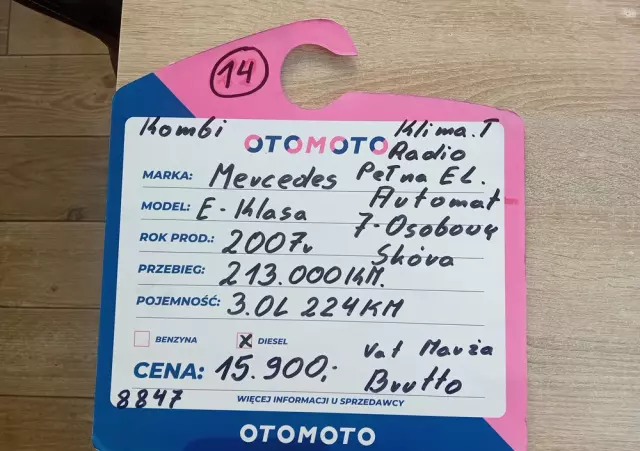 14
Kombi
OTOMOTO
Klima.T
Radio
MARKA: Mercedes
Pełna EL.
MODEL: E-Klasa
Automat
ROK PROD.: 2007r
7-Osobowy
Skóra
PRZEBIEG: 213.000KM.
POJEMNOŚĆ: 3.0L 224KM
BENZYNA
X DIESEL
CENA: 15.900,-
Vat Marża
Brutto
8847
WIĘCEJ INFORMACJI U SPRZEDAWCY
OTOMOTO